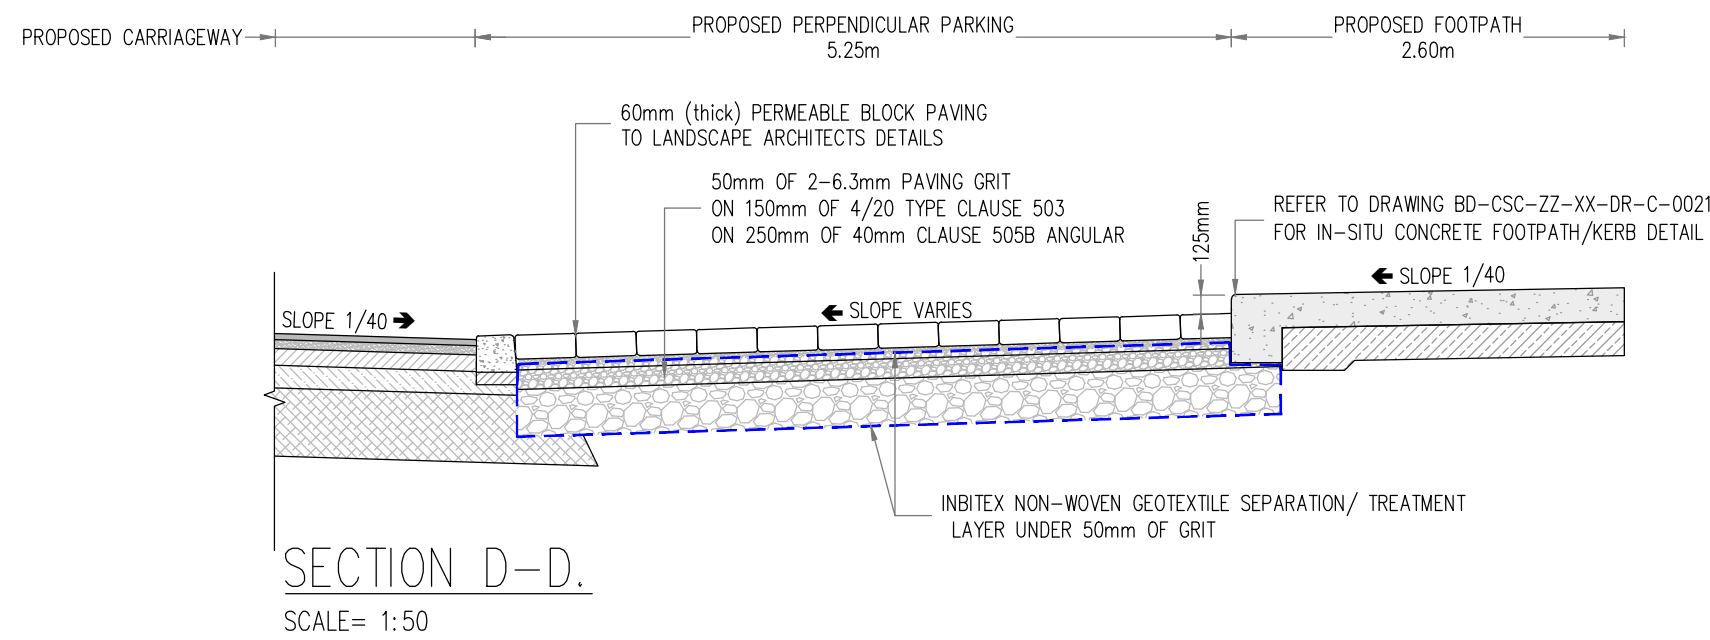 PROPOSED CARRIAGEWAY
PROPOSED PERPENDICULAR PARKING
5.25m
PROPOSED FOOTPATH
2.60m
60mm (thick) PERMEABLE BLOCK PAVING
TO LANDSCAPE ARCHITECTS DETAILS
50mm OF 2-6.3mm PAVING GRIT
ON 150mm OF 4/20 TYPE CLAUSE 503
ON 250mm OF 40mm CLAUSE 505B ANGULAR
125mm
REFER TO DRAWING BD-CSC-ZZ-XX-DR-C-0021
FOR IN-SITU CONCRETE FOOTPATH/KERB DETAIL
SLOPE 1/40
SLOPE VARIES
SLOPE 1/40
INBITEX NON-WOVEN GEOTEXTILE SEPARATION/ TREATMENT
LAYER UNDER 50mm OF GRIT
SECTION D-D.
SCALE= 1:50